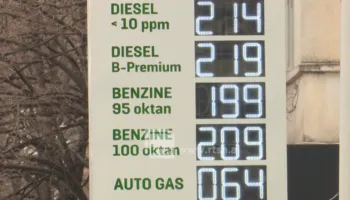 DIESEL 214
< 10 ppm
DIESEL 219
B-Premium
BENZINE 199
95 oktan
BENZINE 209
100 oktan
AUTO GAS 064